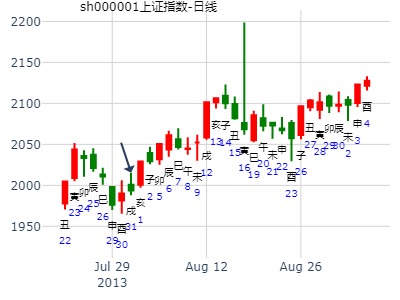 sh000001上证指数-日线
2200
2150
2100
2050
2000
1950
丑 22
寅 23
卯 24
辰 25
巳 26
申 29
酉 30
戌 31
亥 1
子 2
卯 5
辰 6
巳 7
午 8
未 9
戌 12
亥 13
子 14
丑 15
寅 16
巳 19
午 20
未 21
申 22
酉 23
子 26
丑 27
寅 28
卯 29
辰 30
未 2
申 3
酉 4
Jul 29
2013
Aug 12
Aug 26